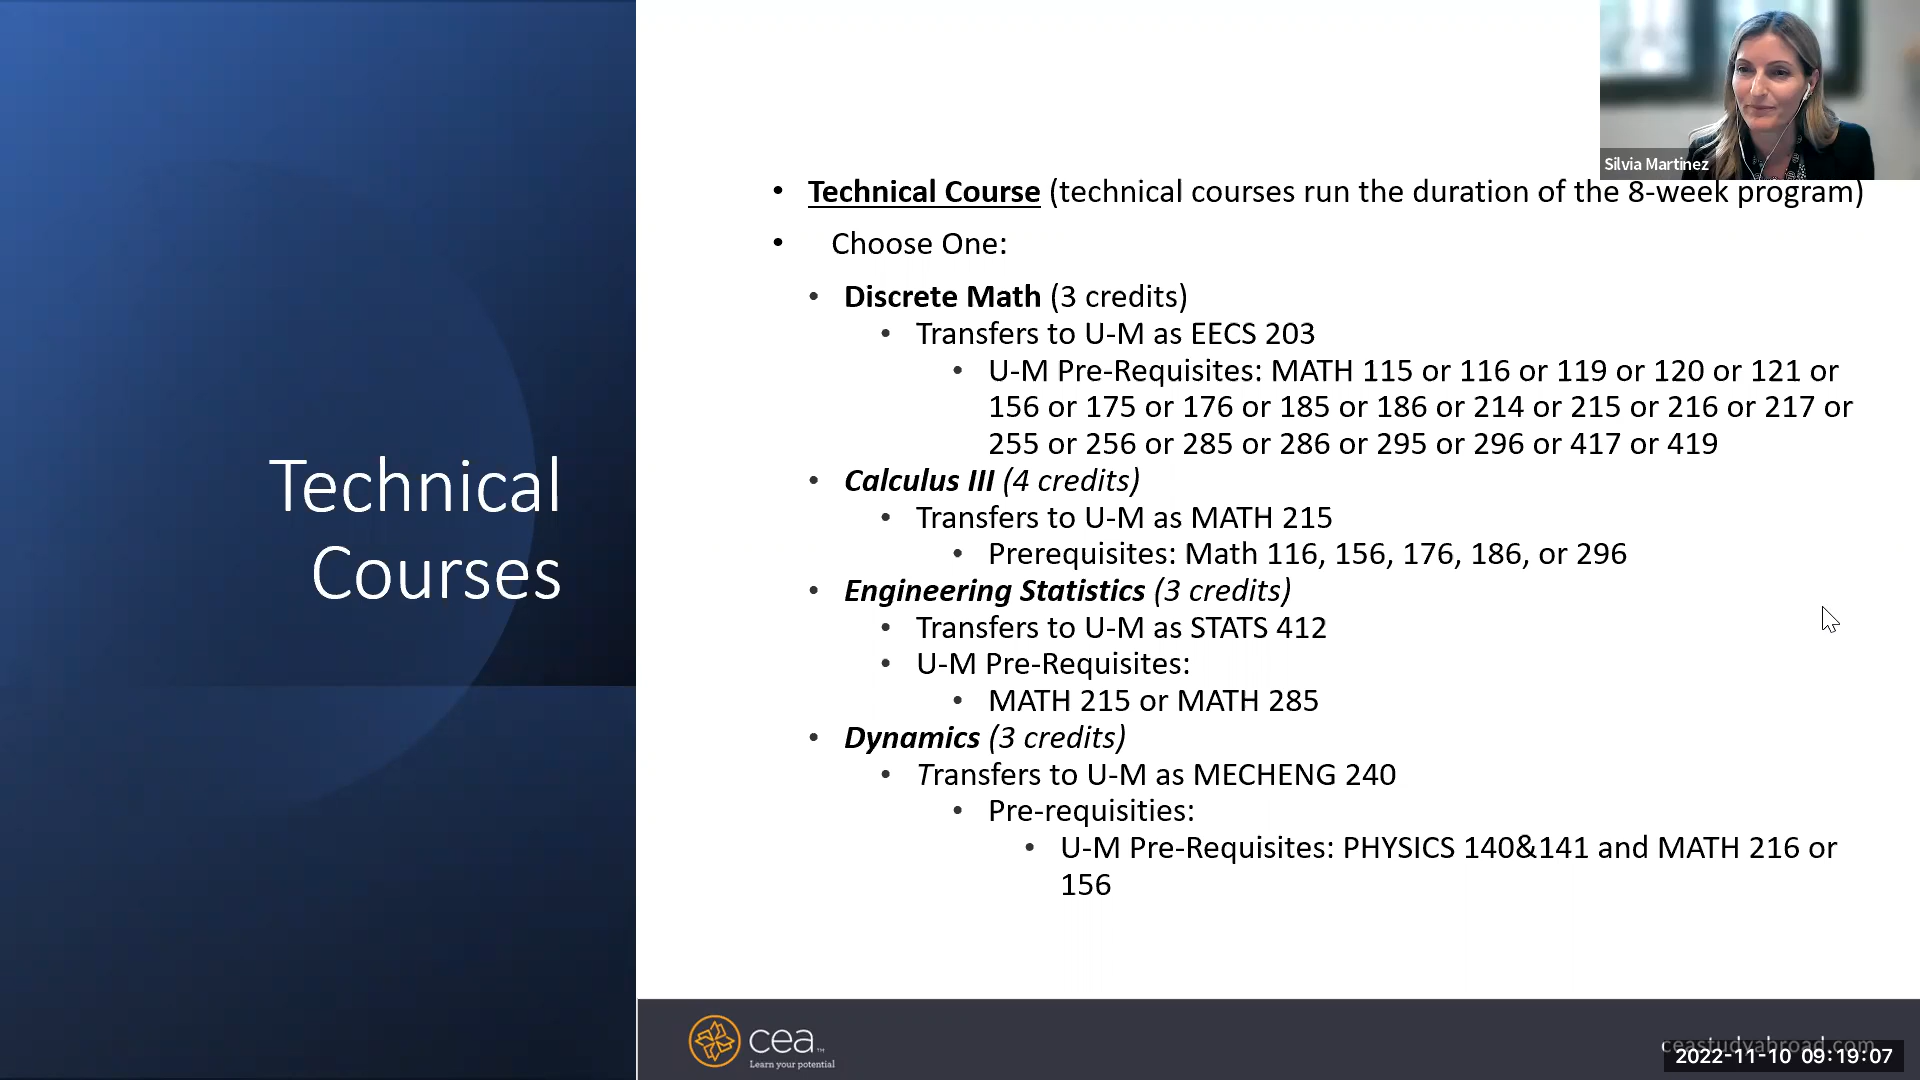 Silvia Martinez
Technical
Courses
• Technical Course (technical courses run the duration of the 8-week program)
• Choose One:
• Discrete Math (3 credits)
• Transfers to U-M as EECS 203
• U-M Pre-Requisites: MATH 115 or 116 or 119 or 120 or 121 or
156 or 175 or 176 or 185 or 186 or 214 or 215 or 216 or 217 or
255 or 256 or 285 or 286 or 295 or 296 or 417 or 419
• Calculus III (4 credits)
• Transfers to U-M as MATH 215
• Prerequisites: Math 116, 156, 176, 186, or 296
• Engineering Statistics (3 credits)
• Transfers to U-M as STATS 412
• U-M Pre-Requisites:
• MATH 215 or MATH 285
• Dynamics (3 credits)
• Transfers to U-M as MECHENG 240
• Pre-requisities:
• U-M Pre-Requisites: PHYSICS 140&141 and MATH 216 or
156
cea™
Learn your potential
ceastudyabroad.com
2022-11-10 09:19:07